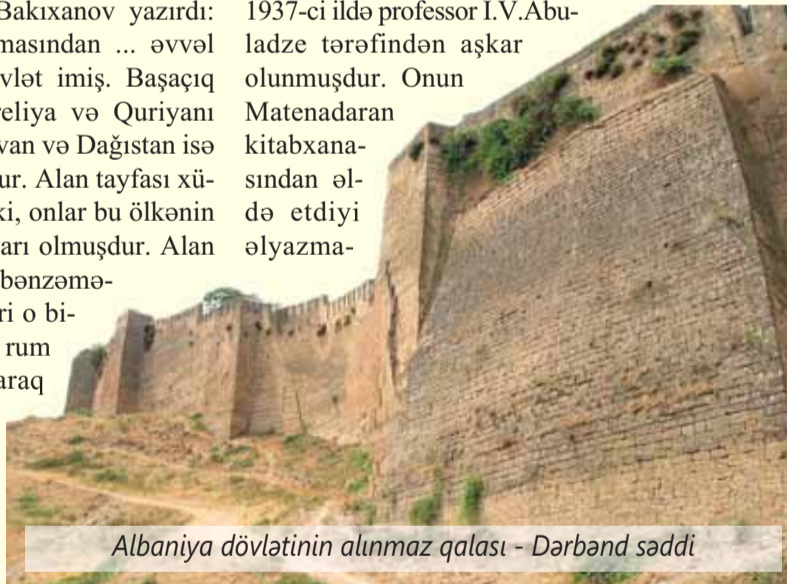 Bakıxanov yazırdı:
masından ... əvvəl
vlət imiş. Başaçıq
reliya və Quriyanı
van və Dağıstan isə
ur. Alan tayfası xü-
ki, onlar bu ölkənin
arı olmuşdur. Alan
bənzəmə-
ri o bi-
rum
araq
1937-ci ildə professor I.V.Abu-
ladze tərəfindən aşkar
olunmuşdur. Onun
Matenadaran
kitabxana-
sından əl-
də etdiyi
əlyazma-
Albaniya dövlətinin alınmaz qalası - Dərbənd səddi